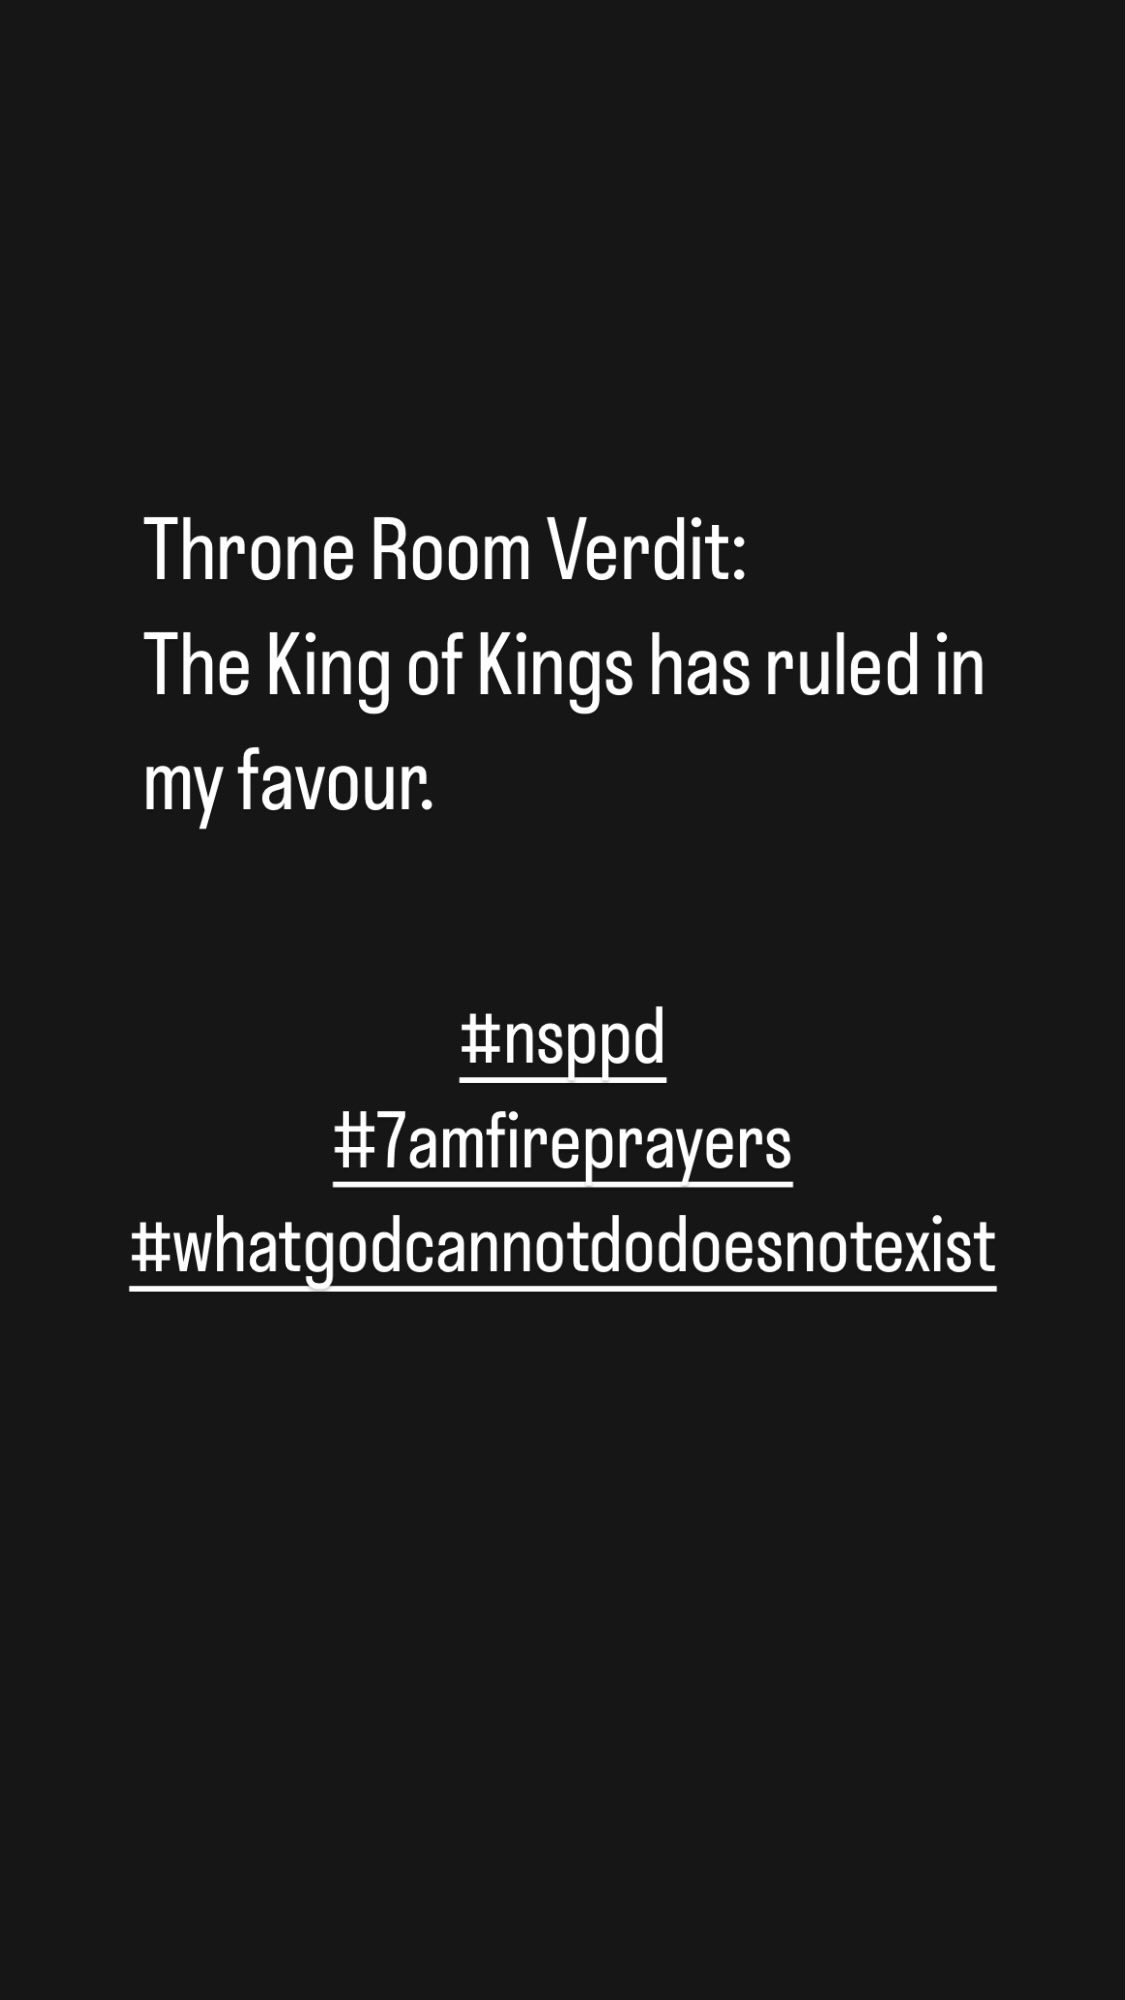 Throne Room Verdit:
The King of Kings has ruled in
my favour.
#nsppd
#7amfireprayers
#whatgodcannotdodoesnotexist